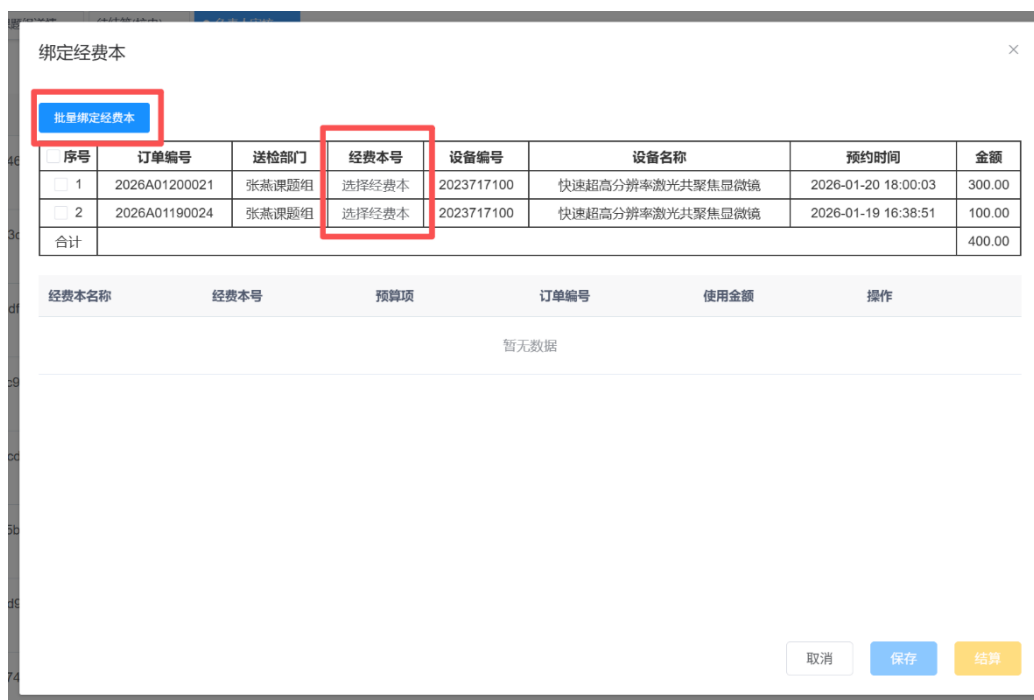 绑定经费本
批量绑定经费本
序号 订单编号 送检部门 经费本号 设备编号 设备名称 预约时间 金额
1 2026A01200021 张燕课题组 选择经费本 2023717100 快速超高分辨率激光共聚焦显微镜 2026-01-20 18:00:03 300.00
2 2026A01190024 张燕课题组 选择经费本 2023717100 快速超高分辨率激光共聚焦显微镜 2026-01-19 16:38:51 100.00
合计 400.00
经费本名称 经费本号 预算项 订单编号 使用金额 操作
暂无数据
取消 保存 结算